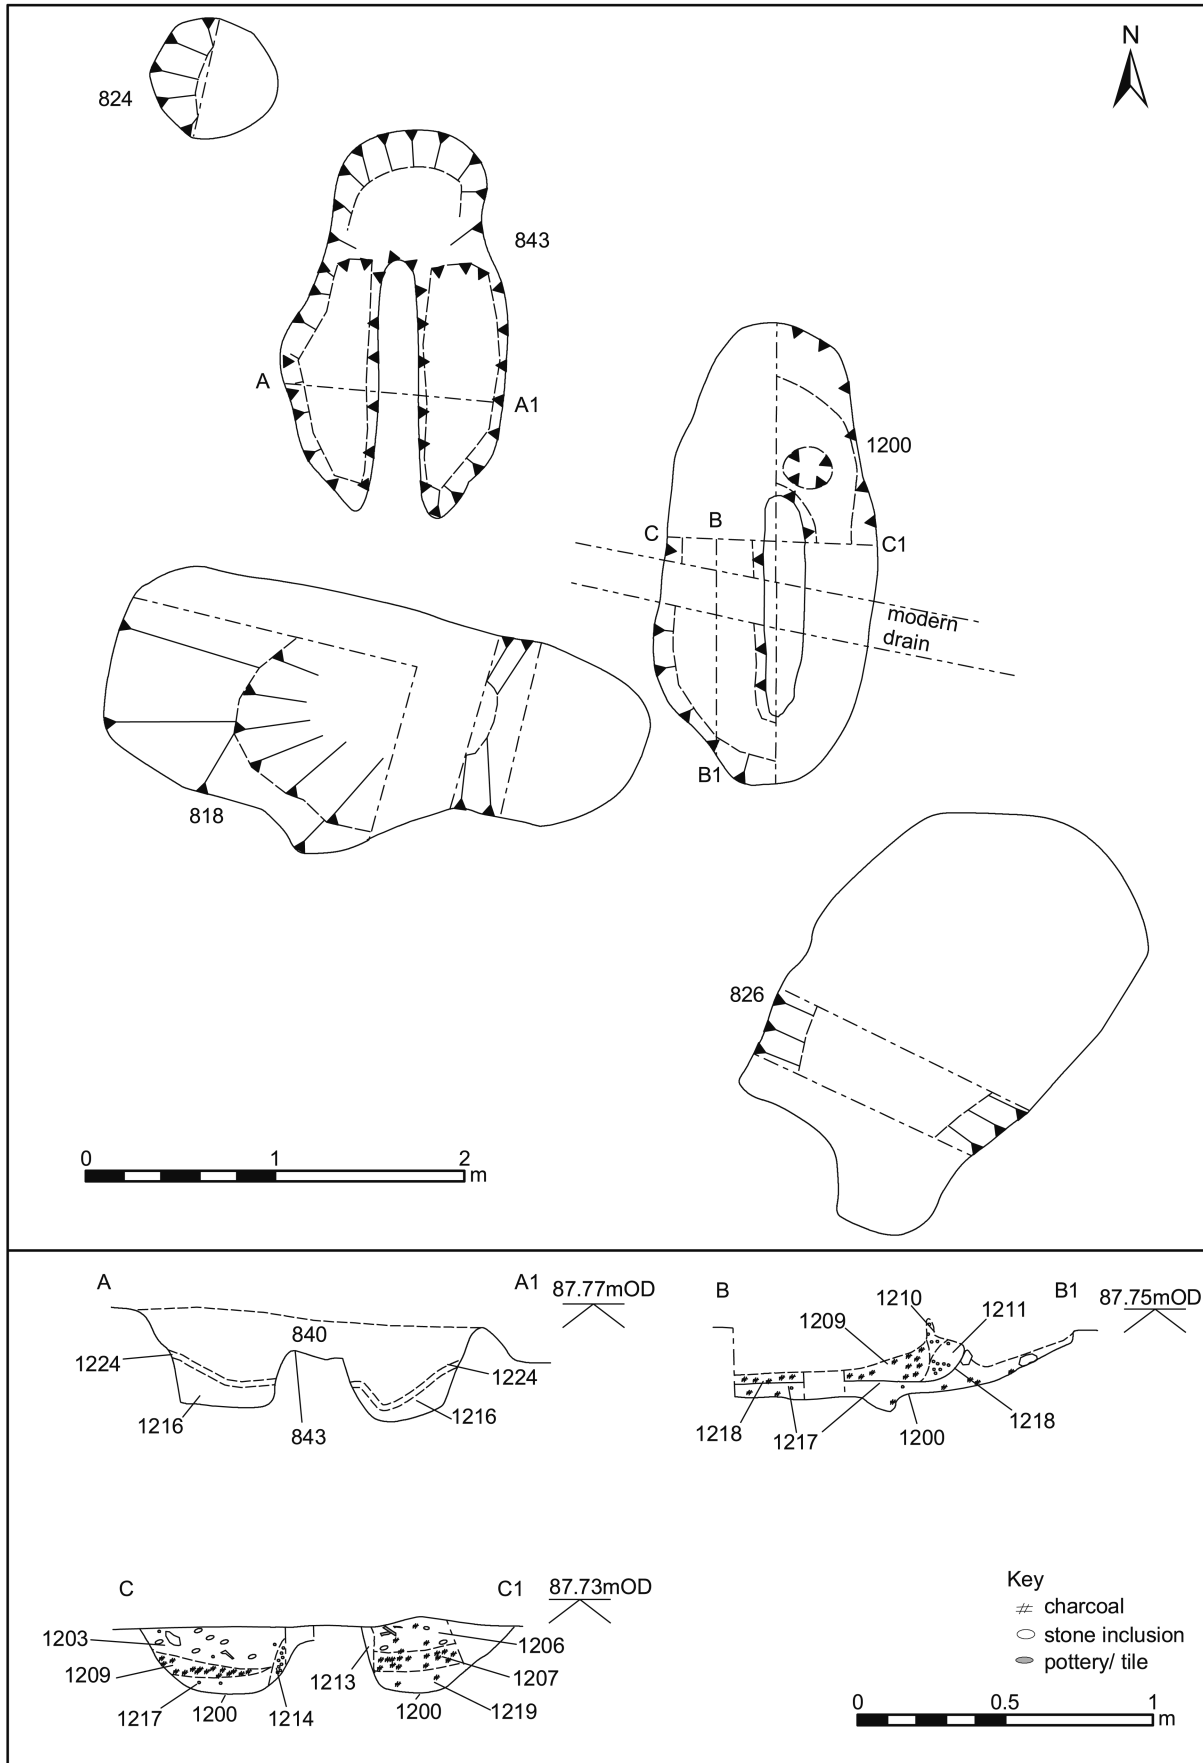 N
824
843
A
A1
1200
C
B
C1
modern
drain
B1
818
826
0 1 2
m
A
A1
87.77mOD
B
B1
87.75mOD
840
1224
1224
1216
1216
843
1210
1211
1209
1218
1217
1200
1218
C
C1
87.73mOD
1203
1206
1209
1207
1213
1217
1200
1214
1200
1219
Key
charcoal
stone inclusion
pottery/ tile
0 0.5 1
m